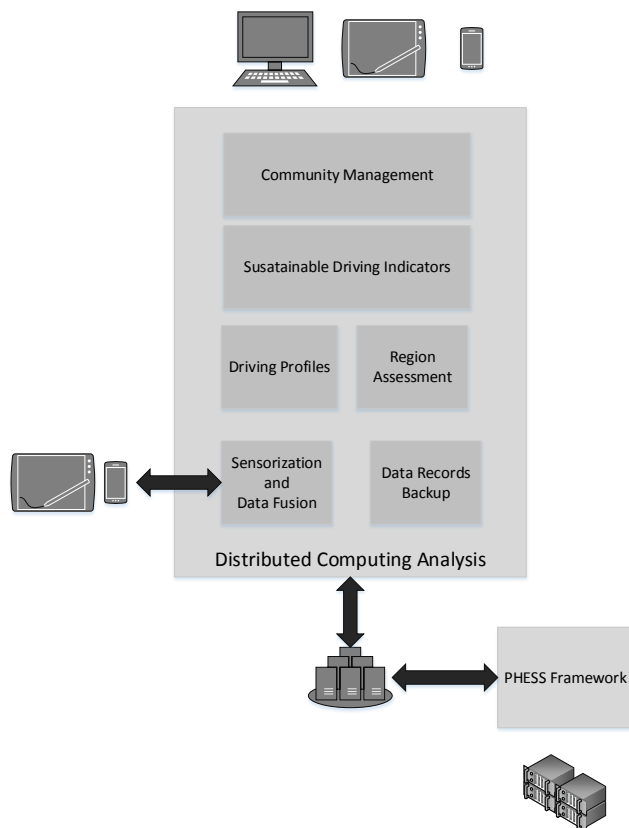 Community Management
Susatainable Driving Indicators
Driving Profiles
Region
Assessment
Sensorization
and
Data Fusion
Data Records
Backup
Distributed Computing Analysis
PHESS Framework